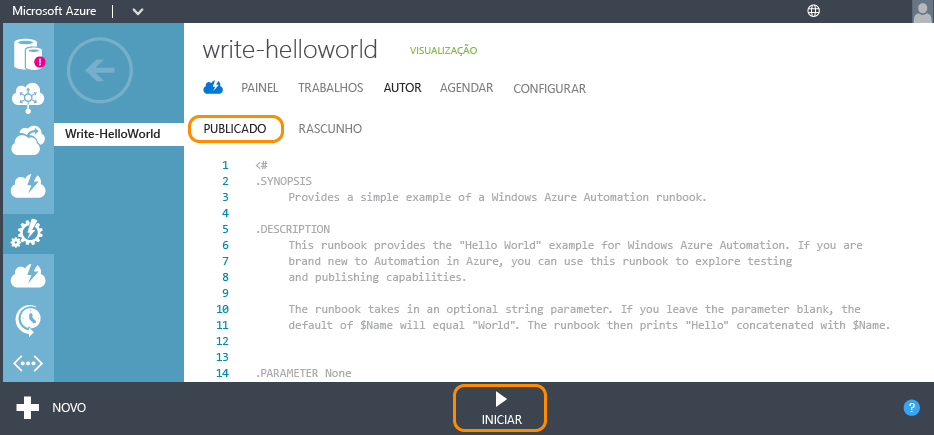 Microsoft Azure
write-helloworld VISUALIZAÇÃO
PAINEL TRABALHOS AUTOR AGENDAR CONFIGURAR
Write-HelloWorld
PUBLICADO RASCUNHO
1 <#
2 .SYNOPSIS
3 Provides a simple example of a Windows Azure Automation runbook.
4
5 .DESCRIPTION
6 This runbook provides the "Hello World" example for Windows Azure Automation. If you are
7 brand new to Automation in Azure, you can use this runbook to explore testing
8 and publishing capabilities.
9
10 The runbook takes in an optional string parameter. If you leave the parameter blank, the
11 default of $Name will equal "World". The runbook then prints "Hello" concatenated with $Name.
12
13
14 .PARAMETER None
NOVO
INICIAR
?